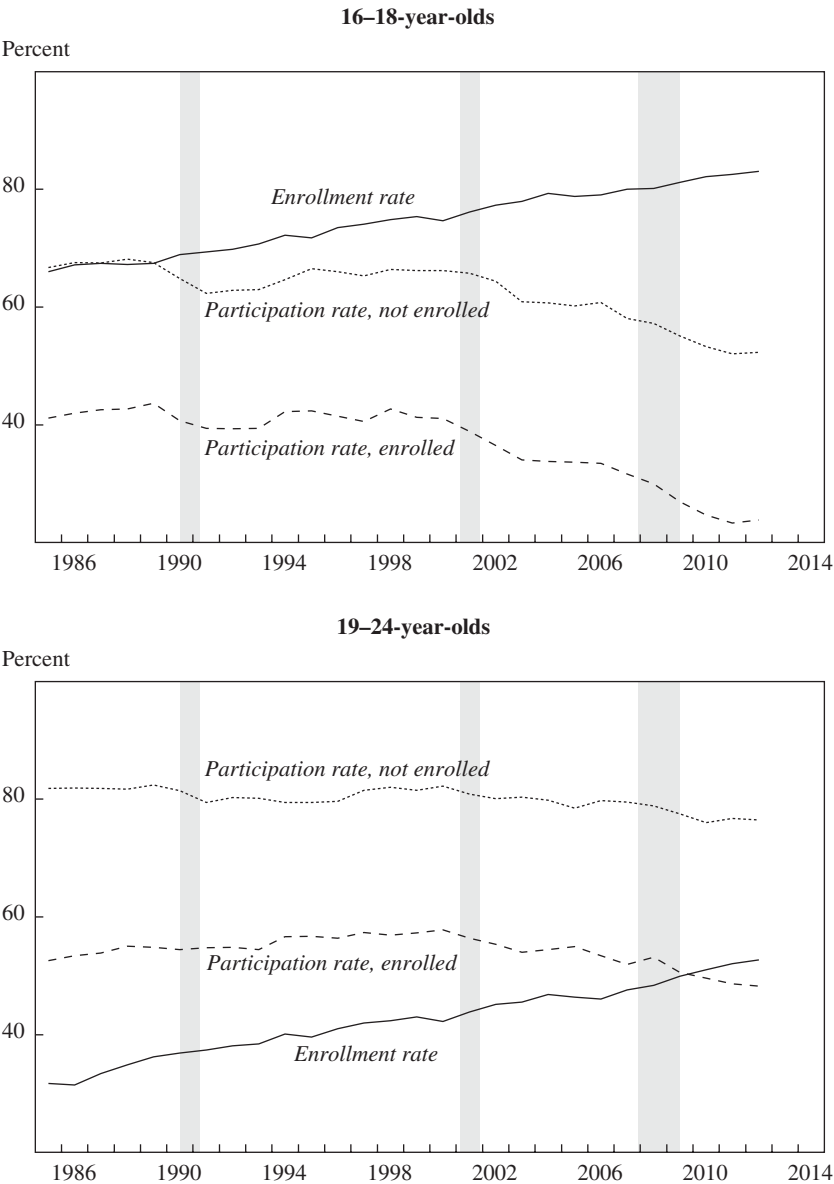 16–18-year-olds
Percent
80
Enrollment rate
60
Participation rate, not enrolled
40
Participation rate, enrolled
1986 1990 1994 1998 2002 2006 2010 2014
19–24-year-olds
Percent
Participation rate, not enrolled
80
60
Participation rate, enrolled
40
Enrollment rate
1986 1990 1994 1998 2002 2006 2010 2014